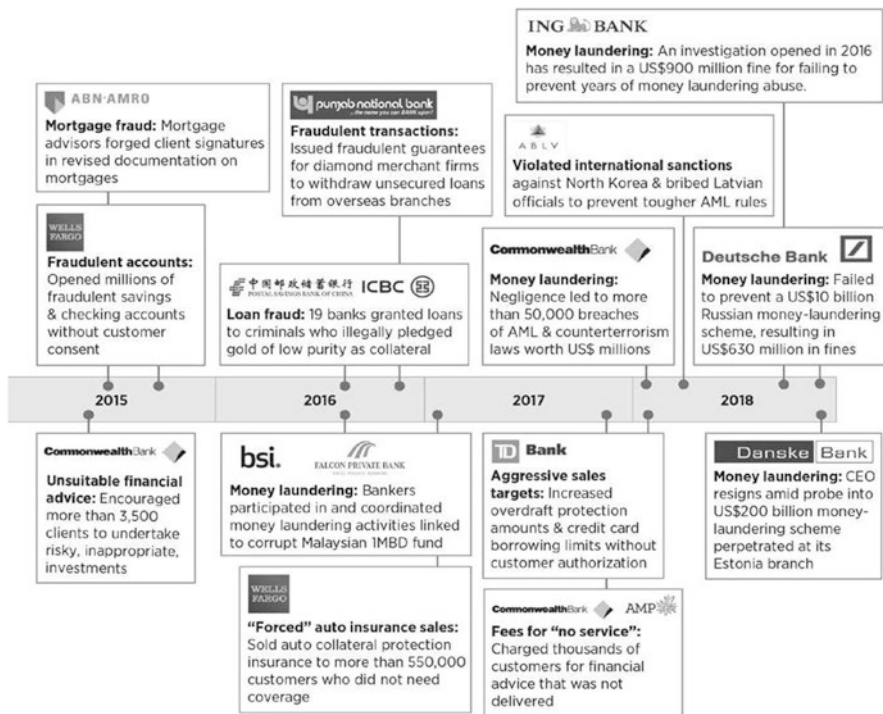 ING BANK
Money laundering: An investigation opened in 2016
has resulted in a US$900 million fine for failing to
prevent years of money laundering abuse.
ABN·AMRO
Mortgage fraud: Mortgage
advisors forged client signatures
in revised documentation on
mortgages
punjab national bank
...the name you can BANK upon!
Fraudulent transactions:
Issued fraudulent guarantees
for diamond merchant firms
to withdraw unsecured loans
from overseas branches
ABLV
Violated international sanctions
against North Korea & bribed Latvian
officials to prevent tougher AML rules
WELLS
FARGO
Fraudulent accounts:
Opened millions of
fraudulent savings
& checking accounts
without customer
consent
中国邮政储蓄银行
POSTAL SAVINGS BANK OF CHINA
ICBC
Loan fraud: 19 banks granted loans
to criminals who illegally pledged
gold of low purity as collateral
CommonwealthBank
Money laundering:
Negligence led to more
than 50,000 breaches
of AML & counterterrorism
laws worth US$ millions
Deutsche Bank
Money laundering: Failed
to prevent a US$10 billion
Russian money-laundering
scheme, resulting in
US$630 million in fines
2015
2016
2017
2018
CommonwealthBank
Unsuitable financial
advice: Encouraged
more than 3,500
clients to undertake
risky, inappropriate,
investments
bsi.
FALCON PRIVATE BANK
Money laundering: Bankers
participated in and coordinated
money laundering activities linked
to corrupt Malaysian 1MBD fund
TD Bank
Aggressive sales
targets: Increased
overdraft protection
amounts & credit card
borrowing limits without
customer authorization
Danske Bank
Money laundering: CEO
resigns amid probe into
US$200 billion money-
laundering scheme
perpetrated at its
Estonia branch
WELLS
FARGO
"Forced" auto insurance sales:
Sold auto collateral protection
insurance to more than 550,000
customers who did not need
coverage
CommonwealthBank
AMP
Fees for "no service":
Charged thousands of
customers for financial
advice that was not
delivered